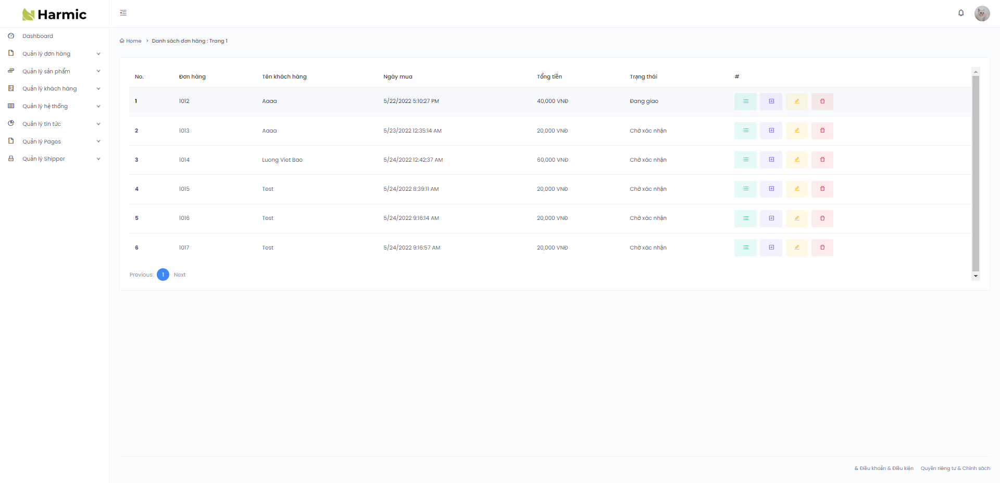 Harmic
Dashboard
Quản lý đơn hàng
Quản lý sản phẩm
Quản lý khách hàng
Quản lý hệ thống
Quản lý tin tức
Quản lý Pages
Quản lý Shipper
Home > Danh sách đơn hàng : Trang 1
No. Đơn hàng Tên khách hàng Ngày mua Tổng tiền Trạng thái #
1 1012 Aaaa 5/22/2022 5:10:27 PM 40,000 VNĐ Đang giao
2 1013 Aaaa 5/23/2022 12:35:14 AM 20,000 VNĐ Chờ xác nhận
3 1014 Luong Viet Bao 5/24/2022 12:42:37 AM 60,000 VNĐ Chờ xác nhận
4 1015 Test 5/24/2022 8:39:11 AM 20,000 VNĐ Chờ xác nhận
5 1016 Test 5/24/2022 9:16:14 AM 20,000 VNĐ Chờ xác nhận
6 1017 Test 5/24/2022 9:16:57 AM 20,000 VNĐ Chờ xác nhận
Previous 1 Next
& Điều khoản & Điều kiện Quyền riêng tư & Chính sách